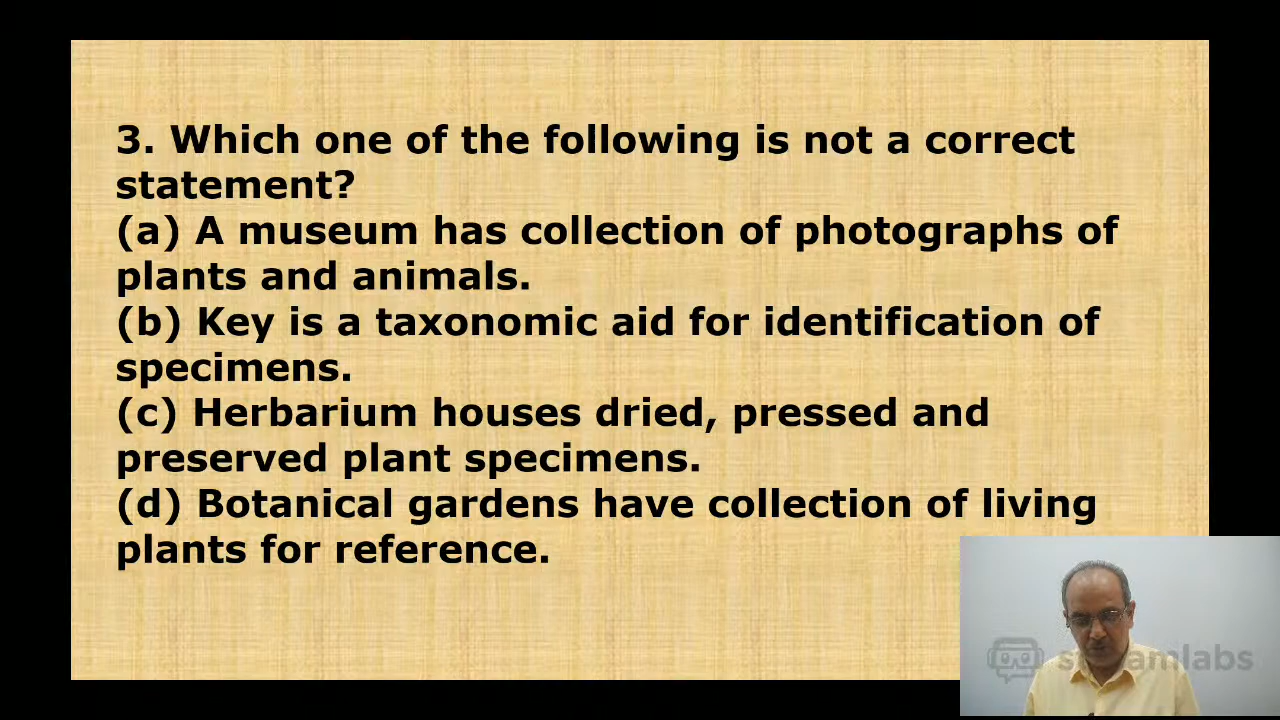 3. Which one of the following is not a correct
statement?
(a) A museum has collection of photographs of
plants and animals.
(b) Key is a taxonomic aid for identification of
specimens.
(c) Herbarium houses dried, pressed and
preserved plant specimens.
(d) Botanical gardens have collection of living
plants for reference.
streamlabs